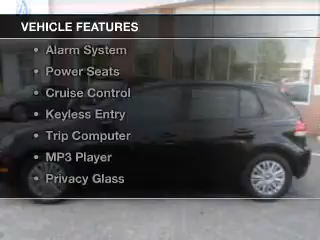 VEHICLE FEATURES
• Alarm System
• Power Seats
• Cruise Control
• Keyless Entry
• Trip Computer
• MP3 Player
• Privacy Glass